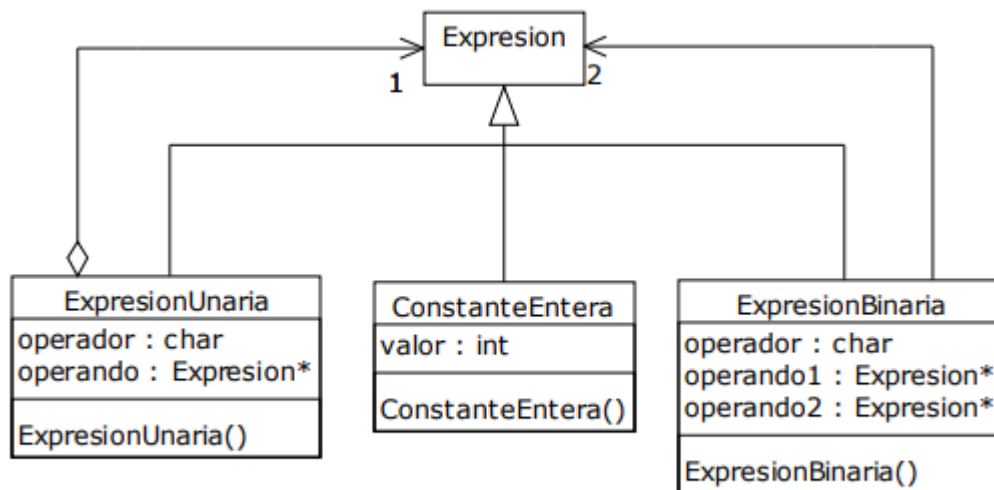 Expresion
1
2
ExpresionUnaria
operador : char
operando : Expresion*
ExpresionUnaria()
ConstanteEntera
valor : int
ConstanteEntera()
ExpresionBinaria
operador : char
operando1 : Expresion*
operando2 : Expresion*
ExpresionBinaria()